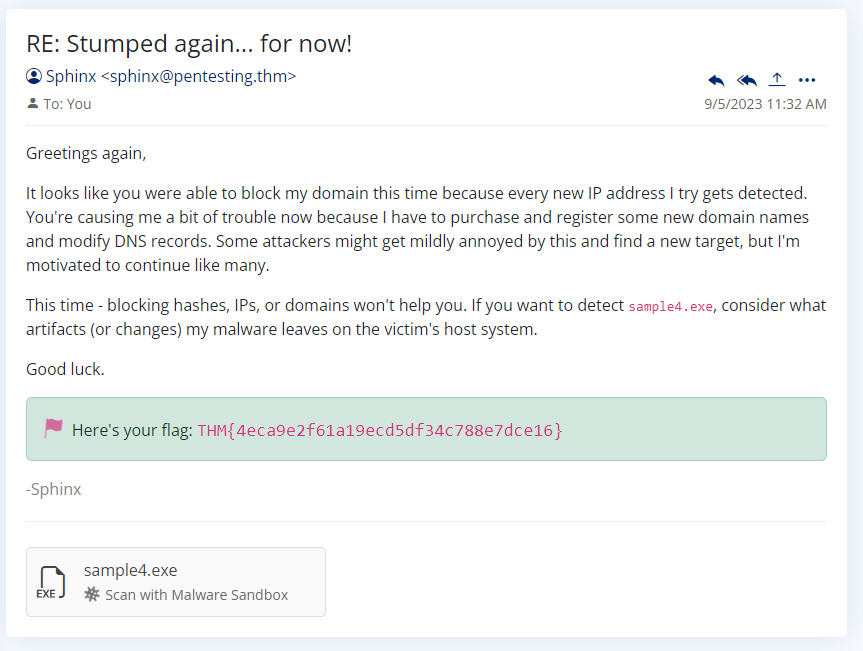 RE: Stumped again... for now!
Sphinx <sphinx@pentesting.thm>
To: You
9/5/2023 11:32 AM
Greetings again,
It looks like you were able to block my domain this time because every new IP address I try gets detected.
You're causing me a bit of trouble now because I have to purchase and register some new domain names
and modify DNS records. Some attackers might get mildly annoyed by this and find a new target, but I'm
motivated to continue like many.
This time - blocking hashes, IPs, or domains won't help you. If you want to detect sample4.exe, consider what
artifacts (or changes) my malware leaves on the victim's host system.
Good luck.
Here's your flag: THM{4eca9e2f61a19ecd5df34c788e7dce16}
-Sphinx
sample4.exe
EXE
Scan with Malware Sandbox